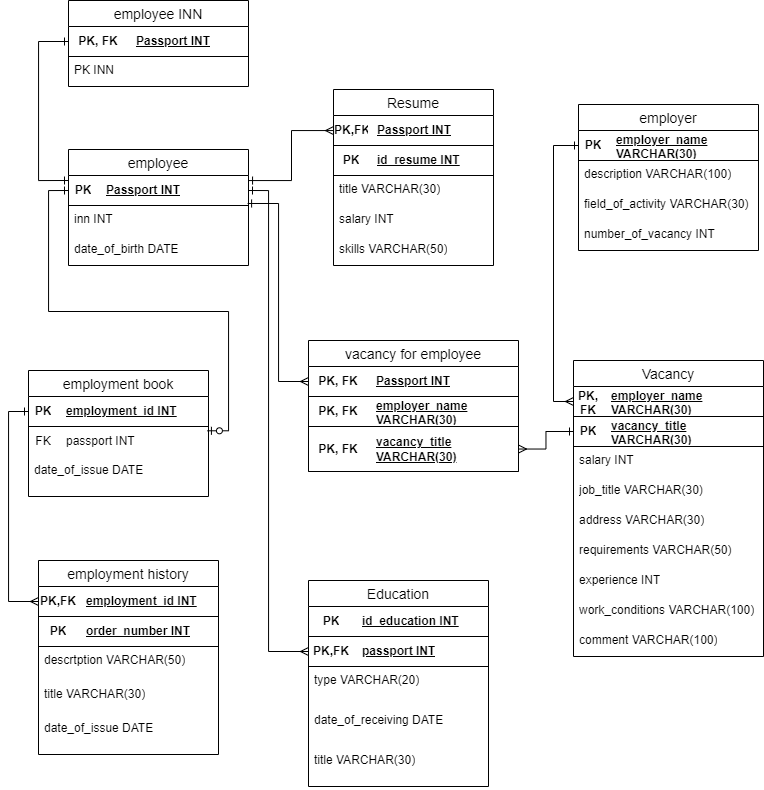 employee INN
PK, FK Passport INT
PK INN
employee
PK Passport INT
inn INT
date_of_birth DATE
Resume
PK,FK Passport INT
PK id_resume INT
title VARCHAR(30)
salary INT
skills VARCHAR(50)
employer
PK employer_name
VARCHAR(30)
description VARCHAR(100)
field_of_activity VARCHAR(30)
number_of_vacancy INT
employment book
PK employment_id INT
FK passport INT
date_of_issue DATE
vacancy for employee
PK, FK Passport INT
PK, FK employer_name
VARCHAR(30)
PK, FK vacancy_title
VARCHAR(30)
Vacancy
PK, employer_name
FK VARCHAR(30)
PK vacancy_title
VARCHAR(30)
salary INT
job_title VARCHAR(30)
address VARCHAR(30)
requirements VARCHAR(50)
experience INT
work_conditions VARCHAR(100)
comment VARCHAR(100)
employment history
PK,FK employment_id INT
PK order_number INT
descrtption VARCHAR(50)
title VARCHAR(30)
date_of_issue DATE
Education
PK id_education INT
PK,FK passport INT
type VARCHAR(20)
date_of_receiving DATE
title VARCHAR(30)